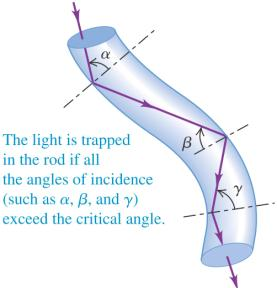 α
β
γ
The light is trapped
in the rod if all
the angles of incidence
(such as α, β, and γ)
exceed the critical angle.